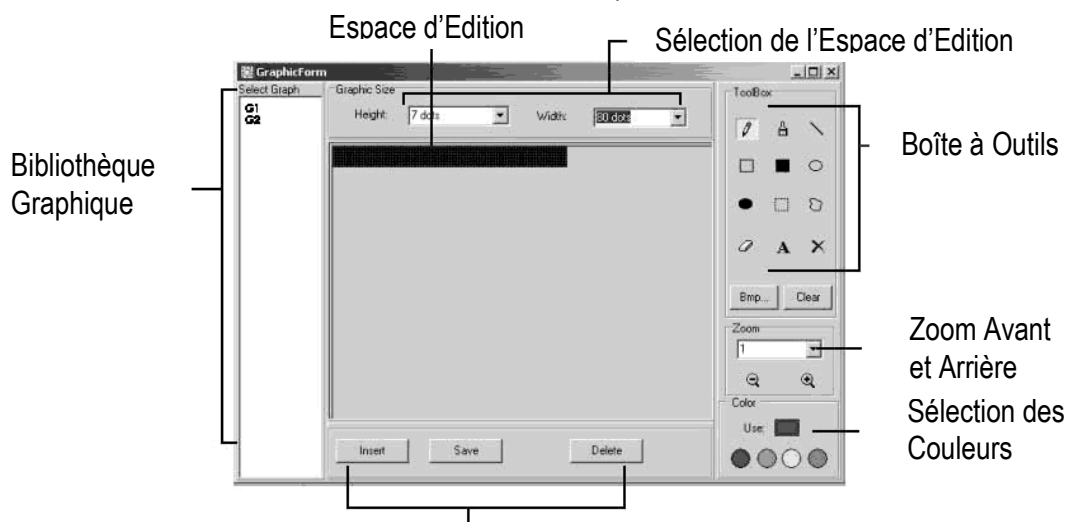 Espace d’Edition
Sélection de l’Espace d’Edition
GraphicForm
Select Graph
G1
G2
Graphic Size
Height: 7 dots
Width: 80 dots
ToolBox
A
Bmp... Clear
Zoom
1
Color
Use:
Insert Save Delete
Bibliothèque
Graphique
Boîte à Outils
Zoom Avant
et Arrière
Sélection des
Couleurs